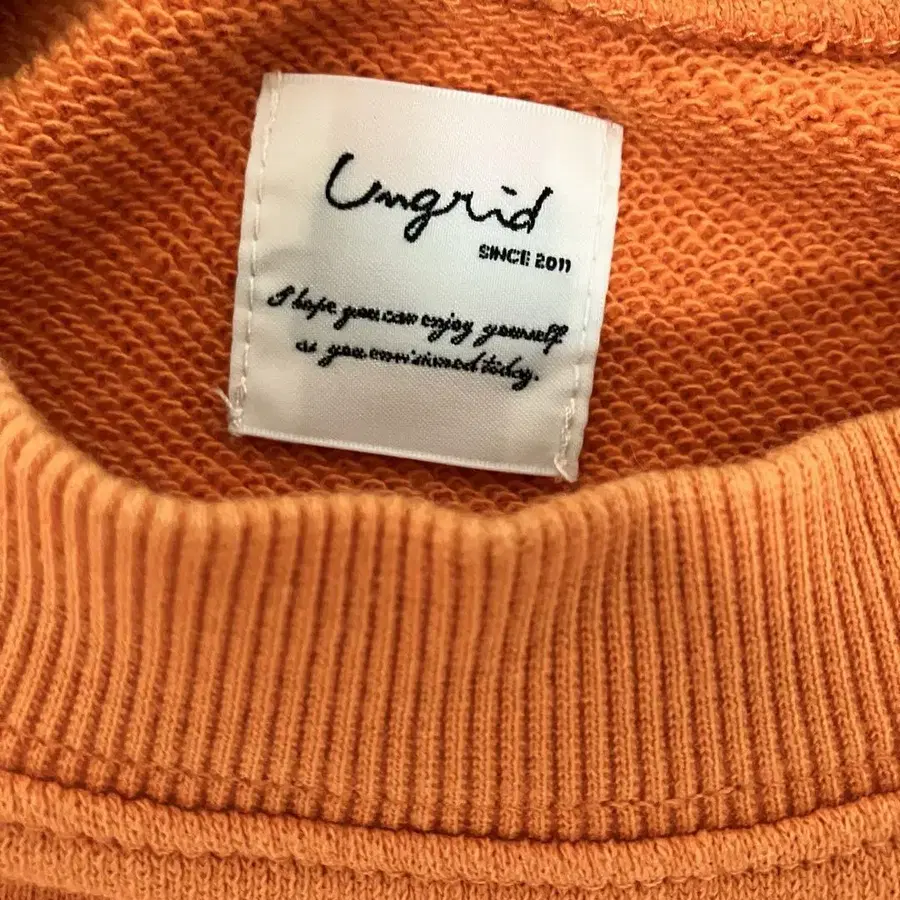 Ungrid
SINCE 2011
I hope you can enjoy yourself
as you envisioned today.